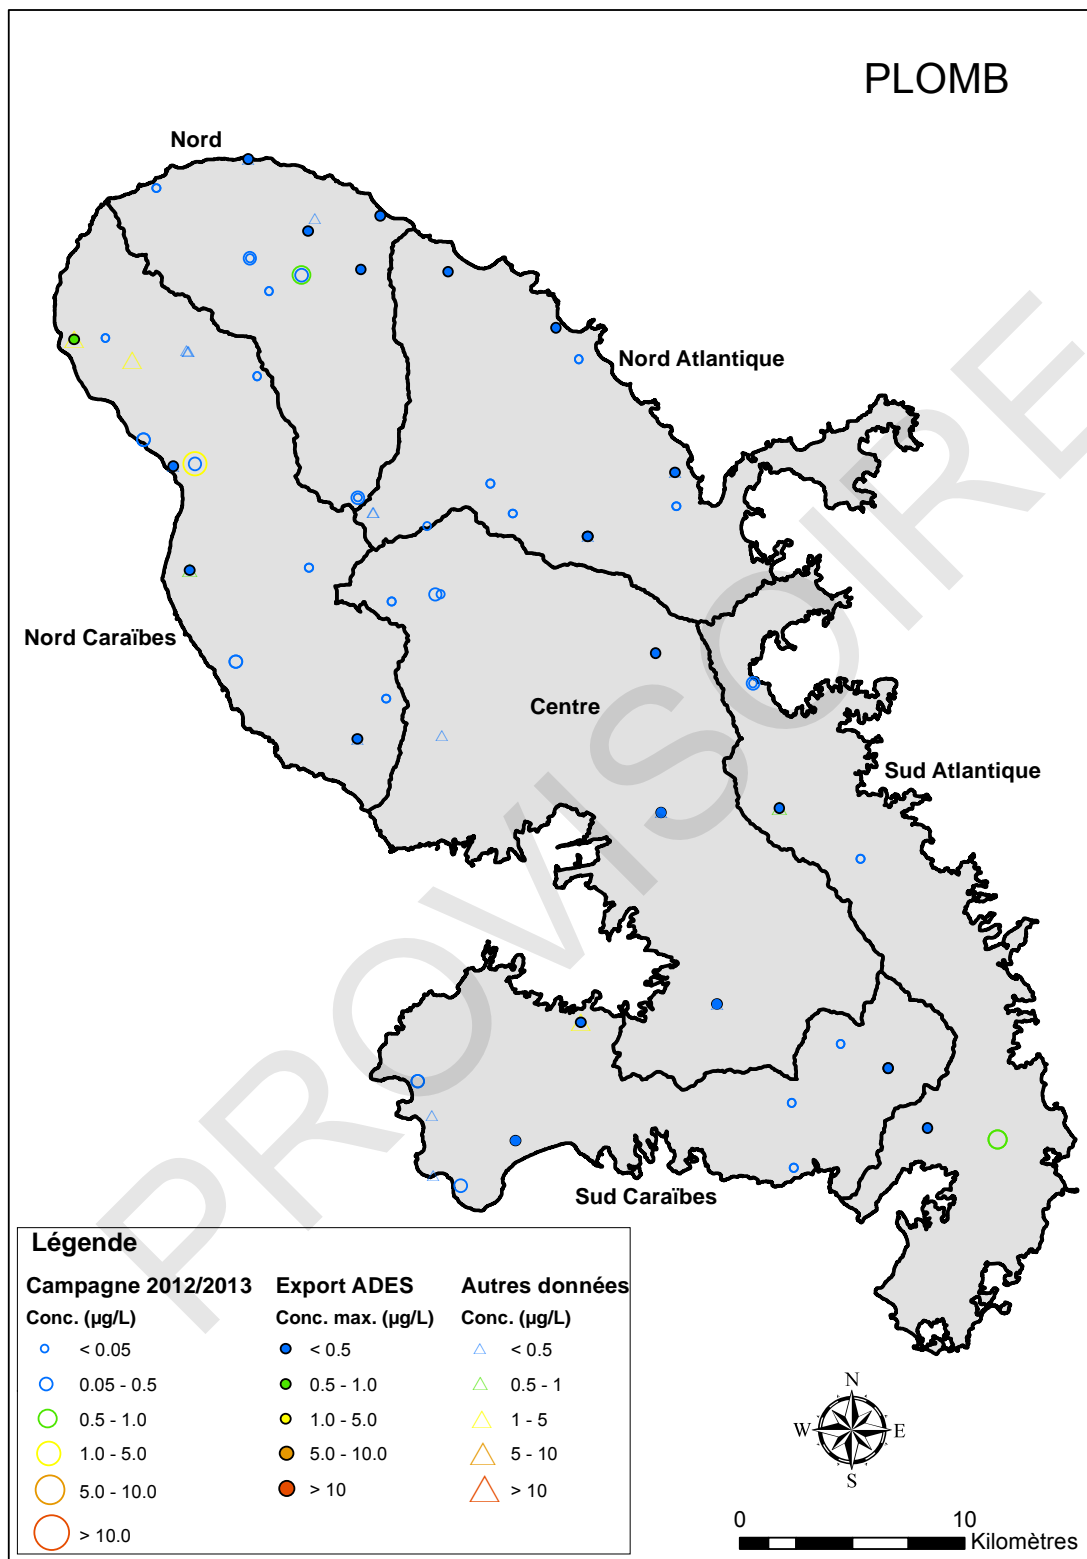 PLOMB
Nord
Nord Atlantique
Nord Caraïbes
Centre
Sud Atlantique
Sud Caraïbes
PROVISOIRE
Légende
Campagne 2012/2013
Conc. (µg/L)
< 0.05
0.05 - 0.5
0.5 - 1.0
1.0 - 5.0
5.0 - 10.0
> 10.0
Export ADES
Conc. max. (µg/L)
< 0.5
0.5 - 1.0
1.0 - 5.0
5.0 - 10.0
> 10
Autres données
Conc. (µg/L)
< 0.5
0.5 - 1
1 - 5
5 - 10
> 10
N
W
E
S
0
10
Kilomètres